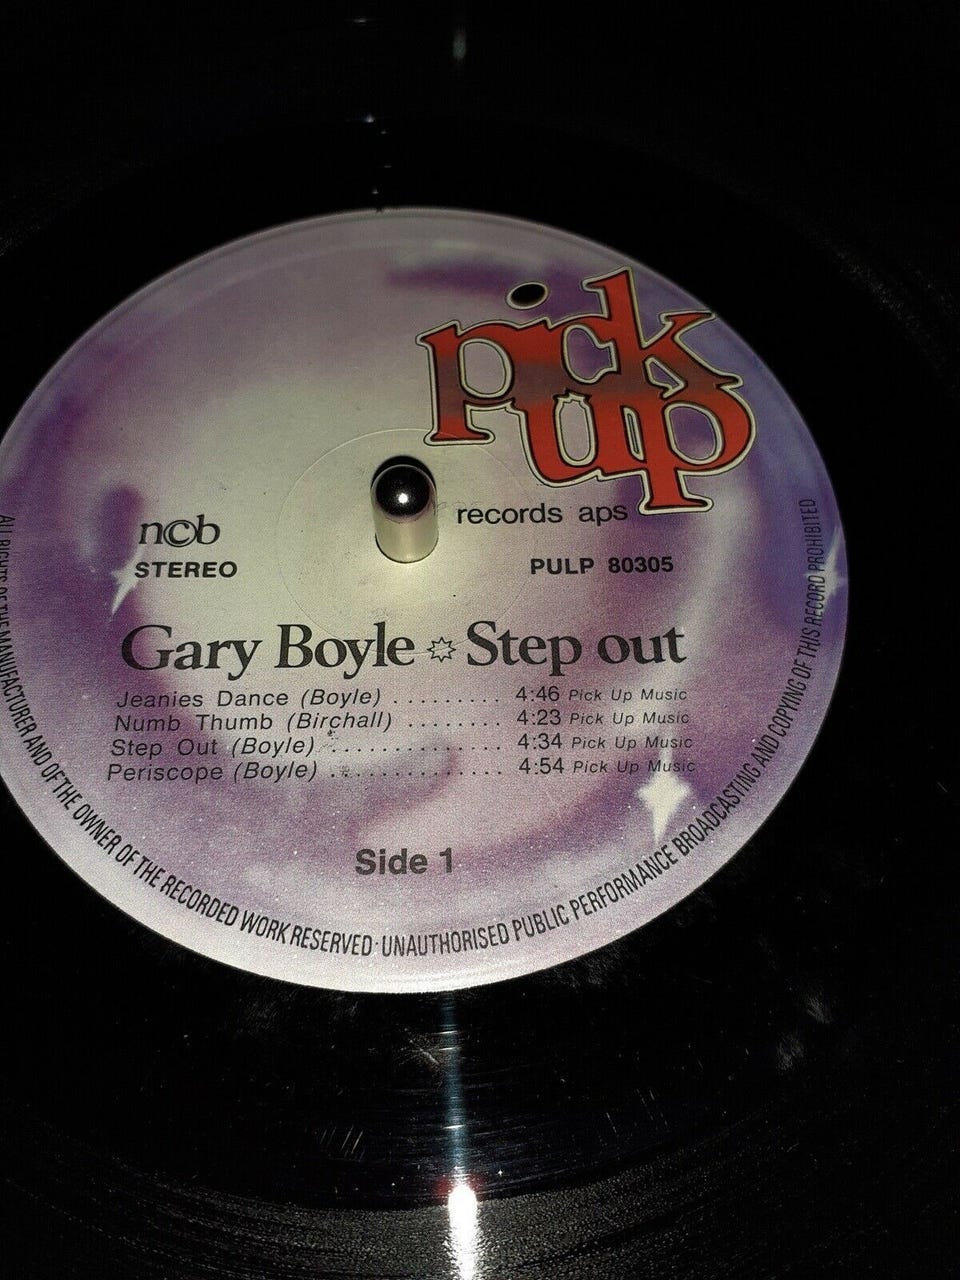 pick
up
records aps
ncb
STEREO
PULP 80305
Gary Boyle Step out
Jeanies Dance (Boyle) ......... 4:46 Pick Up Music
Numb Thumb (Birchall) ........ 4:23 Pick Up Music
Step Out (Boyle) .............. 4:34 Pick Up Music
Periscope (Boyle) .............. 4:54 Pick Up Music
Side 1
ALL RIGHTS OF THE MANUFACTURER AND OF THE OWNER OF THE RECORDED WORK RESERVED · UNAUTHORISED PUBLIC PERFORMANCE BROADCASTING AND COPYING OF THIS RECORD PROHIBITED